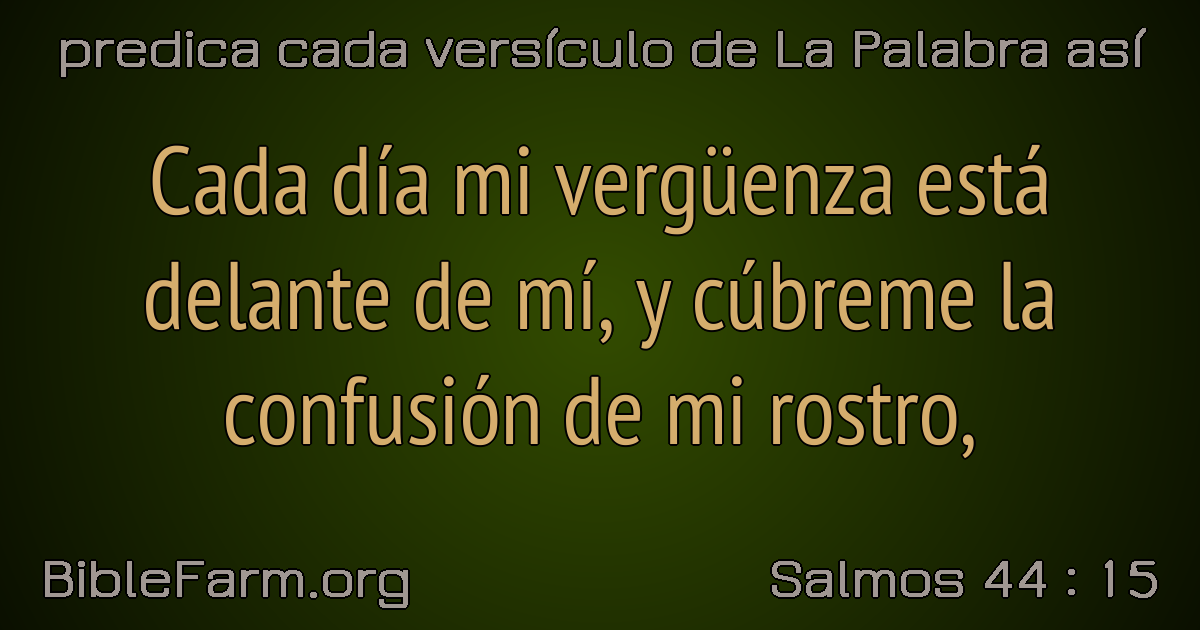 predica cada versículo de La Palabra así
Cada día mi vergüenza está
delante de mí, y cúbreme la
confusión de mi rostro,
BibleFarm.org
Salmos 44 : 15